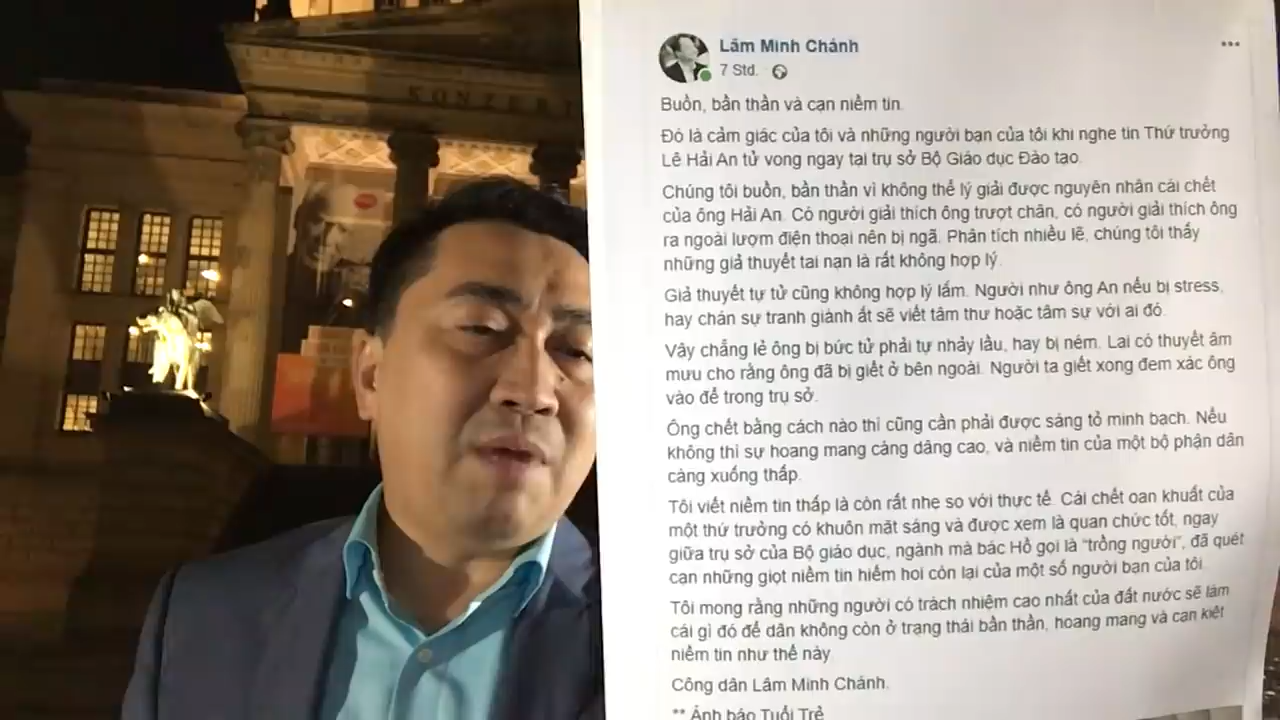 KONZERT
Lâm Minh Chánh
7 Std.
Buồn, bần thần và cạn niềm tin.
Đó là cảm giác của tôi và những người bạn của tôi khi nghe tin Thứ trưởng
Lê Hải An tử vong ngay tại trụ sở Bộ Giáo dục Đào tạo.
Chúng tôi buồn, bần thần vì không thể lý giải được nguyên nhân cái chết
của ông Hải An. Có người giải thích ông trượt chân, có người giải thích ông
ra ngoài lượm điện thoại nên bị ngã. Phân tích nhiều lẽ, chúng tôi thấy
những giả thuyết tai nạn là rất không hợp lý.
Giả thuyết tự tử cũng không hợp lý lắm. Người như ông An nếu bị stress,
hay chán sự tranh giành ắt sẽ viết tâm thư hoặc tâm sự với ai đó.
Vậy chẳng lẽ ông bị bức tử phải tự nhảy lầu, hay bị ném. Lại có thuyết âm
mưu cho rằng ông đã bị giết ở bên ngoài. Người ta giết xong đem xác ông
vào để trong trụ sở.
Ông chết bằng cách nào thì cũng cần phải được sáng tỏ minh bạch. Nếu
không thì sự hoang mang càng dâng cao, và niềm tin của một bộ phận dân
càng xuống thấp.
Tôi viết niềm tin thấp là còn rất nhẹ so với thực tế. Cái chết oan khuất của
một thứ trưởng có khuôn mặt sáng và được xem là quan chức tốt, ngay
giữa trụ sở của Bộ giáo dục, ngành mà bác Hồ gọi là "trồng người", đã quét
cạn những giọt niềm tin hiếm hoi còn lại của một số người bạn của tôi.
Tôi mong rằng những người có trách nhiệm cao nhất của đất nước sẽ làm
cái gì đó để dân không còn ở trạng thái bần thần, hoang mang và cạn kiệt
niềm tin như thế này.
Công dân Lâm Minh Chánh.
** Ảnh báo Tuổi Trẻ